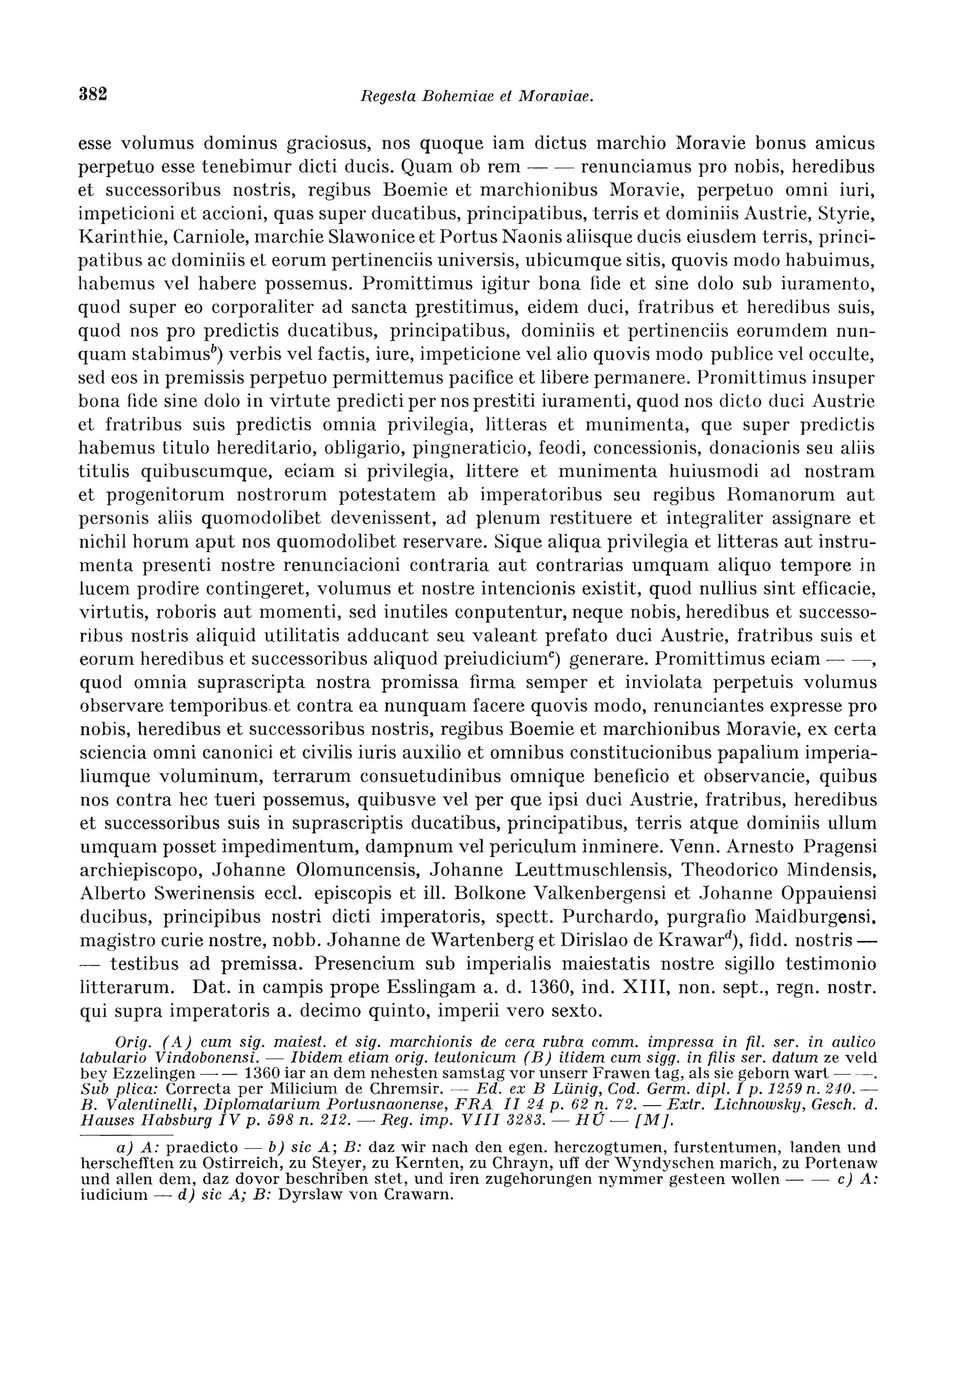 382 Regesta Bohemiae et Moraviae.
esse volumus dominus graciosus, nos quoque iam dictus marchio Moravie bonus amicus
perpetuo esse tenebimur dicti ducis. Quam ob rem — — renunciamus pro nobis, heredibus
et successoribus nostris, regibus Boemie et marchionibus Moravie, perpetuo omni iuri,
impeticioni et accioni, quas super ducatibus, principatibus, terris et dominiis Austrie, Styrie,
Karinthie, Carniole, marchie Slawonice et Portus Naonis aliisque ducis eiusdem terris, princi-
patibus ac dominiis et eorum pertinenciis universis, ubicumque sitis, quovis modo habuimus,
habemus vel habere possemus. Promittimus igitur bona fide et sine dolo sub iuramento,
quod super eo corporaliter ad sancta prestitimus, eidem duci, fratribus et heredibus suis,
quod nos pro predictis ducatibus, principatibus, dominiis et pertinenciis eorumdem nun-
quam stabimus b) verbis vel factis, iure, impeticione vel alio quovis modo publice vel occulte,
sed eos in premissis perpetuo permittemus pacifice et libere permanere. Promittimus insuper
bona fide sine dolo in virtute predicti per nos prestiti iuramenti, quod nos dicto duci Austrie
et fratribus suis predictis omnia privilegia, litteras et munimenta, que super predictis
habemus titulo hereditario, obligario, pingneraticio, feodi, concessionis, donacionis seu aliis
titulis quibuscumque, eciam si privilegia, littere et munimenta huiusmodi ad nostram
et progenitorum nostrorum potestatem ab imperatoribus seu regibus Romanorum aut
personis aliis quomodolibet devenissent, ad plenum restituere et integraliter assignare et
nichil horum aput nos quomodolibet reservare. Sique aliqua privilegia et litteras aut instru-
menta presenti nostre renunciacioni contraria aut contrarias umquam aliquo tempore in
lucem prodire contingeret, volumus et nostre intencionis existit, quod nullius sint efficacie,
virtutis, roboris aut momenti, sed inutiles conputentur, neque nobis, heredibus et successo-
ribus nostris aliquid utilitatis adducant seu valeant prefato duci Austrie, fratribus suis et
eorum heredibus et successoribus aliquod preiudicium c) generare. Promittimus eciam — —,
quod omnia suprascripta nostra promissa firma semper et inviolata perpetuis volumus
observare temporibus et contra ea nunquam facere quovis modo, renunciantes expresse pro
nobis, heredibus et successoribus nostris, regibus Boemie et marchionibus Moravie, ex certa
sciencia omni canonici et civilis iuris auxilio et omnibus constitucionibus papalium imperia-
liumque voluminum, terrarum consuetudinibus omnique beneficio et observancie, quibus
nos contra hec tueri possemus, quibusve vel per que ipsi duci Austrie, fratribus, heredibus
et successoribus suis in suprascriptis ducatibus, principatibus, terris atque dominiis ullum
umquam posset impedimentum, dampnum vel periculum inminere. Venn. Arnesto Pragensi
archiepiscopo, Johanne Olomuncensis, Johanne Leuttmuschlensis, Theodorico Mindensis,
Alberto Swerinensis eccl. episcopis et ill. Bolkone Valkenbergensi et Johanne Oppauiensi
ducibus, principibus nostri dicti imperatoris, spectt. Purchardo, purgrafio Maidburgensi,
magistro curie nostre, nobb. Johanne de Wartenberg et Dirislao de Krawar d), fidd. nostris —
— testibus ad premissa. Presencium sub imperialis maiestatis nostre sigillo testimonio
litterarum. Dat. in campis prope Esslingam a. d. 1360, ind. XIII, non. sept., regn. nostr.
qui supra imperatoris a. decimo quinto, imperii vero sexto.
Orig. (A) cum sig. maiest. et sig. marchionis de cera rubra comm. impressa in fil. ser. in aulico
tabulario Vindobonensi. — Ibidem etiam orig. teutonicum (B) itidem cum sigg. in filis ser. datum ze veld
bey Ezzelingen — — 1360 iar an dem nehesten samstag vor unserr Frawen tag, als sie geborn wart — —.
Sub plica: Correcta per Milicium de Chremsir. — Ed. ex B Lünig, Cod. Germ. dipl. I p. 1259 n. 240. —
B. Valentinelli, Diplomatarium Portusnaonense, FRA II 24 p. 62 n. 72. — Extr. Lichnowsky, Gesch. d.
Hauses Habsburg IV p. 598 n. 212. — Reg. imp. VIII 3283. — HÚ — [M].
a) A: praedicto — b) sic A; B: daz wir nach den egen. herczogtumen, furstentumen, landen und
herschefften zu Ostirreich, zu Steyer, zu Kernten, zu Chrayn, uff der Wyndyschen marich, zu Portenaw
und allen dem, daz dovor beschriben stet, und iren zugehorungen nymmer gesteen wollen — — c) A:
iudicium — d) sic A; B: Dyrslaw von Crawarn.